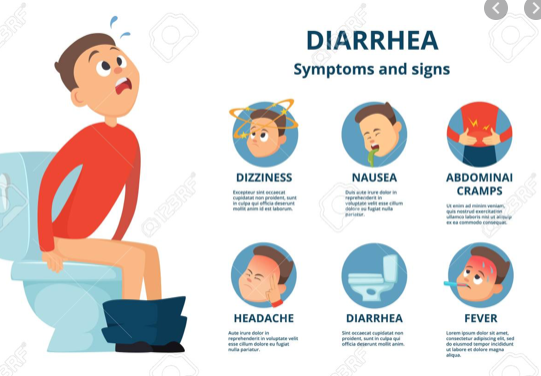 DIARRHEA
Symptoms and signs
DIZZINESS
Excepteur sint occaecat
cupidatat non proident, sunt
in culpa qui officia deserunt
mollit anim id est laborum.
NAUSEA
Duis aute irure dolor in
reprehenderit in voluptate
velit esse cillum
dolore eu fugiat nulla
pariatur.
ABDOMINAL
CRAMPS
Ut enim ad minim veniam,
quis nostrud exercitation
ullamco laboris nisi ut aliquip
ex ea commodo consequat.
HEADACHE
Aute irure dolor in
reprehenderit in voluptate
velit esse cillum dolore eu fugiat
nulla pariatur.
DIARRHEA
Sint occaecat cupidatat non
proident, sunt in culpa qui
officia deserunt mollit anim.
FEVER
Lorem ipsum dolor sit amet,
consectetur adipiscing elit, sed
do eiusmod tempor incididunt
ut labore et dolore magna
aliqua.
123RF